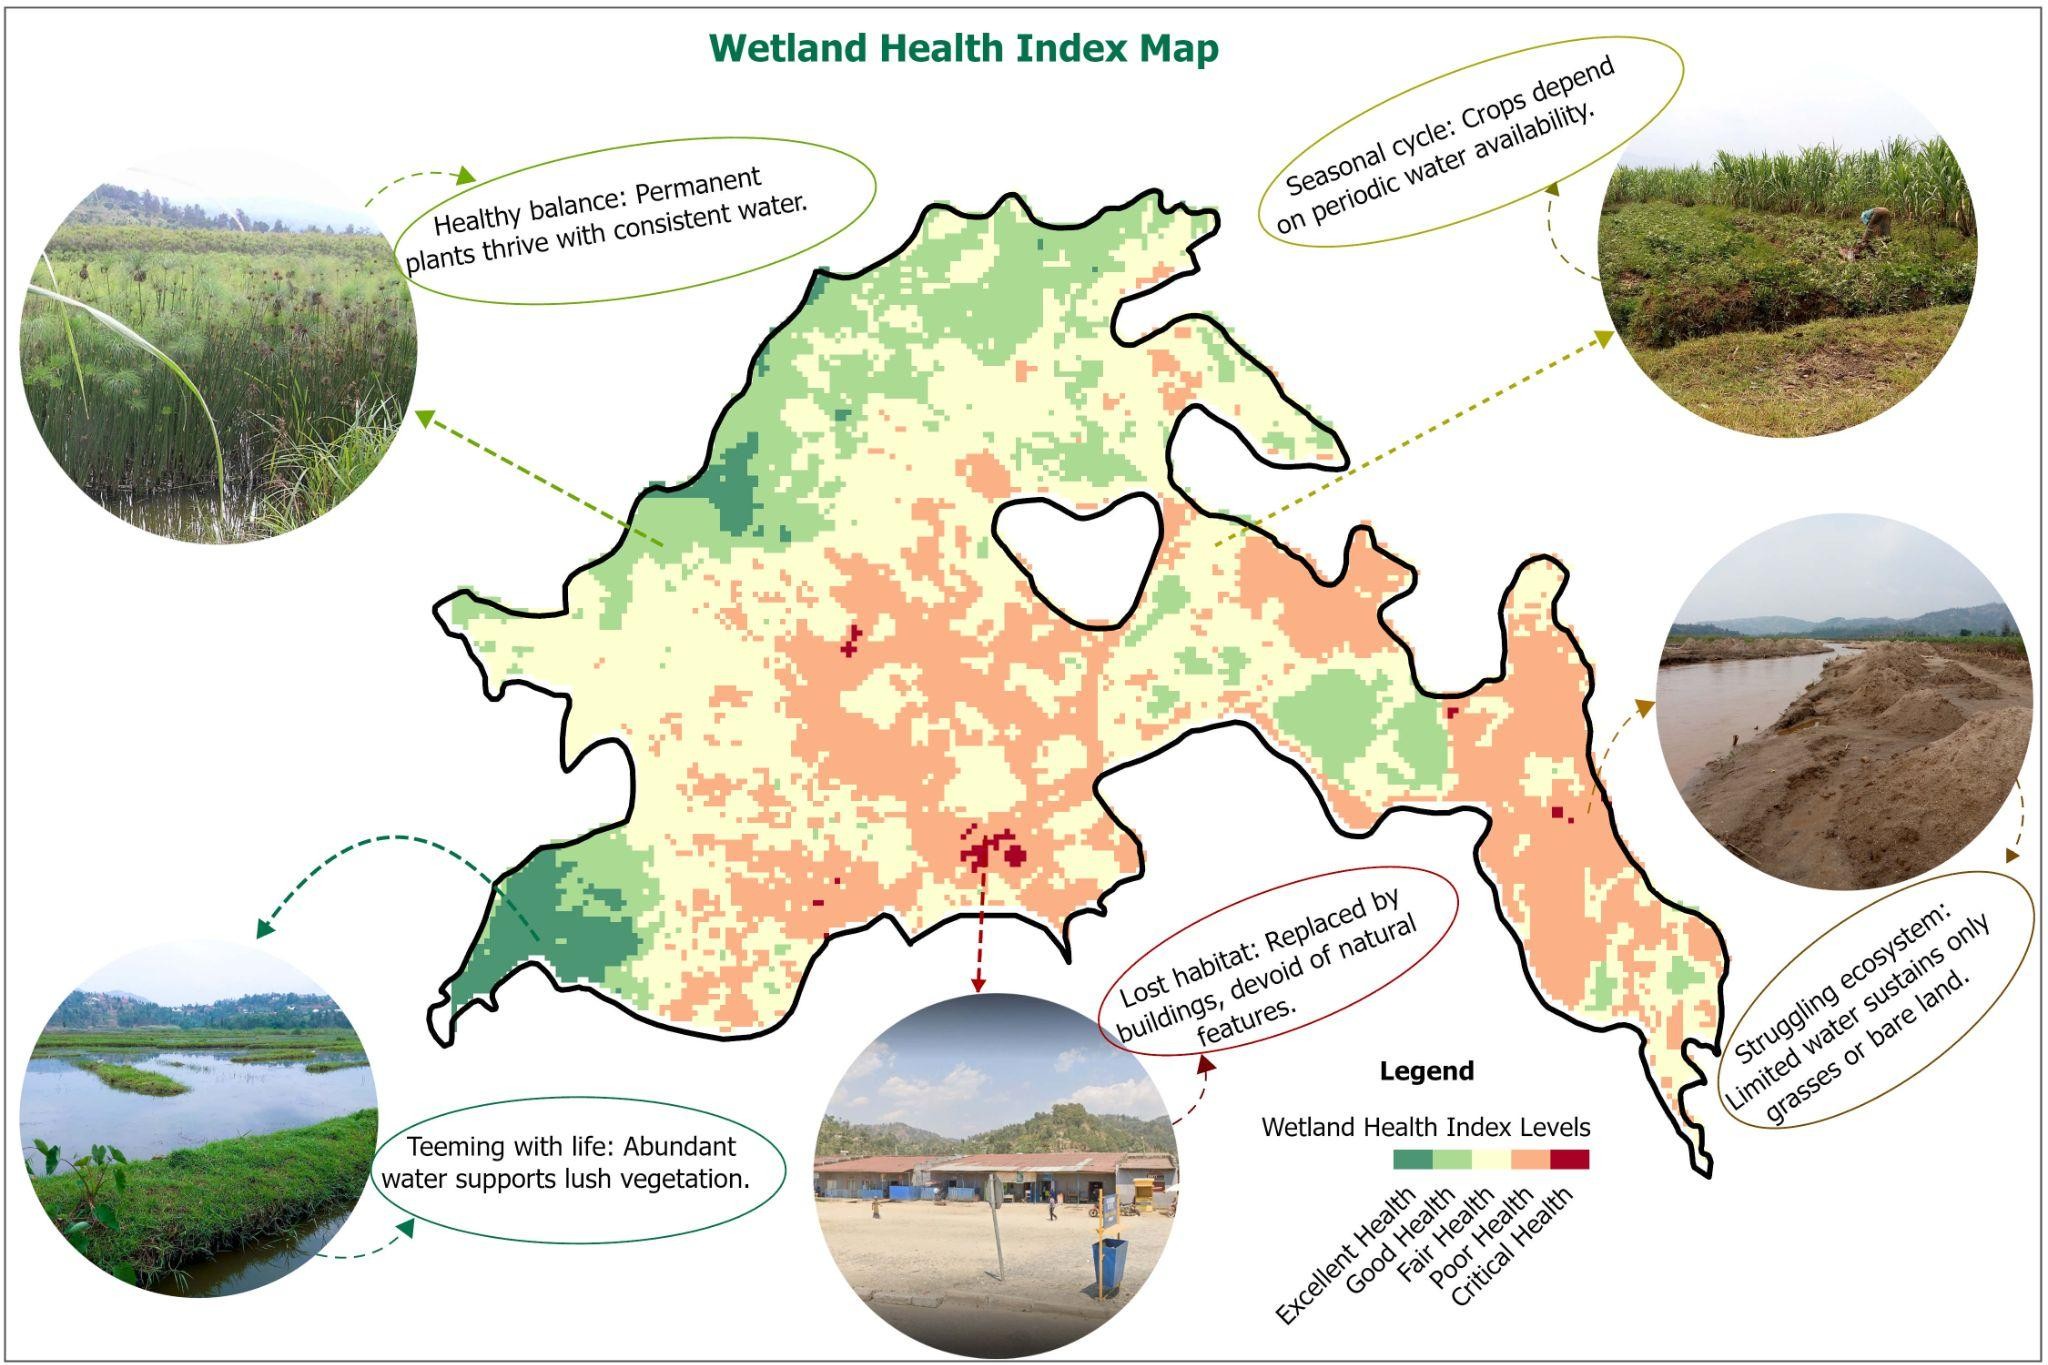 Wetland Health Index Map
Healthy balance: Permanent
plants thrive with consistent water.
Seasonal cycle: Crops depend
on periodic water availability.
Struggling ecosystem:
Limited water sustains only
grasses or bare land.
Lost habitat: Replaced by
buildings, devoid of natural
features.
Teeming with life: Abundant
water supports lush vegetation.
Legend
Wetland Health Index Levels
Excellent Health
Good Health
Fair Health
Poor Health
Critical Health